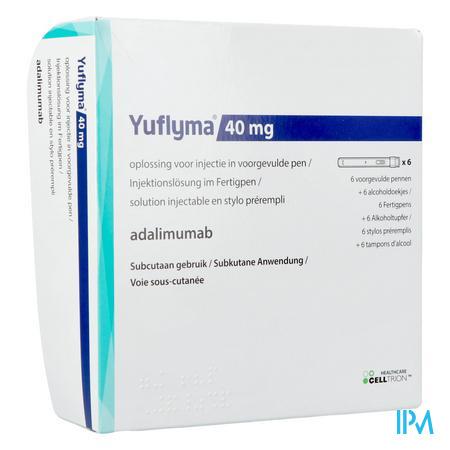 Yuflyma® 40 mg
oplossing voor injectie in voorgevulde pen /
Injektionslösung im Fertigpen /
solution injectable en stylo prérempli
adalimumab
Yuflyma® 40 mg
oplossing voor injectie in voorgevulde pen /
Injektionslösung im Fertigpen /
solution injectable en stylo prérempli
x 6
6 voorgevulde pennen
+ 6 alcoholdoekjes /
6 Fertigpens
+ 6 Alkoholtupfer /
6 stylos préremplis
+ 6 tampons d'alcool
adalimumab
Subcutaan gebruik / Subkutane Anwendung /
Voie sous-cutanée
HEALTHCARE
CELLTRION™
IPM